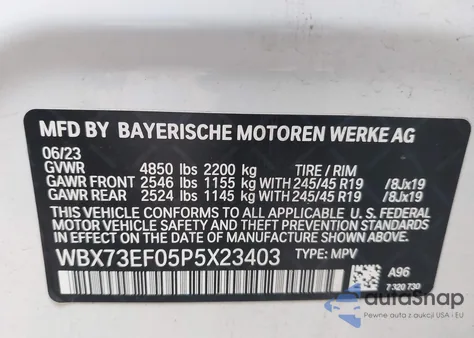 MFD BY BAYERISCHE MOTOREN WERKE AG
06/23
GVWR 4850 lbs 2200 kg TIRE / RIM
GAWR FRONT 2546 lbs 1155 kg WITH 245/45 R19 /8Jx19
GAWR REAR 2524 lbs 1145 kg WITH 245/45 R19 /8Jx19
THIS VEHICLE CONFORMS TO ALL APPLICABLE U. S. FEDERAL
MOTOR VEHICLE SAFETY, BUMPER, AND THEFT PREVENTION STANDARDS
IN EFFECT ON THE DATE OF MANUFACTURE SHOWN ABOVE.
WBX73EF05P5X23403 TYPE: MPV
A96
7 320 730
autoSnap
Pewne auta z aukcji USA i EU